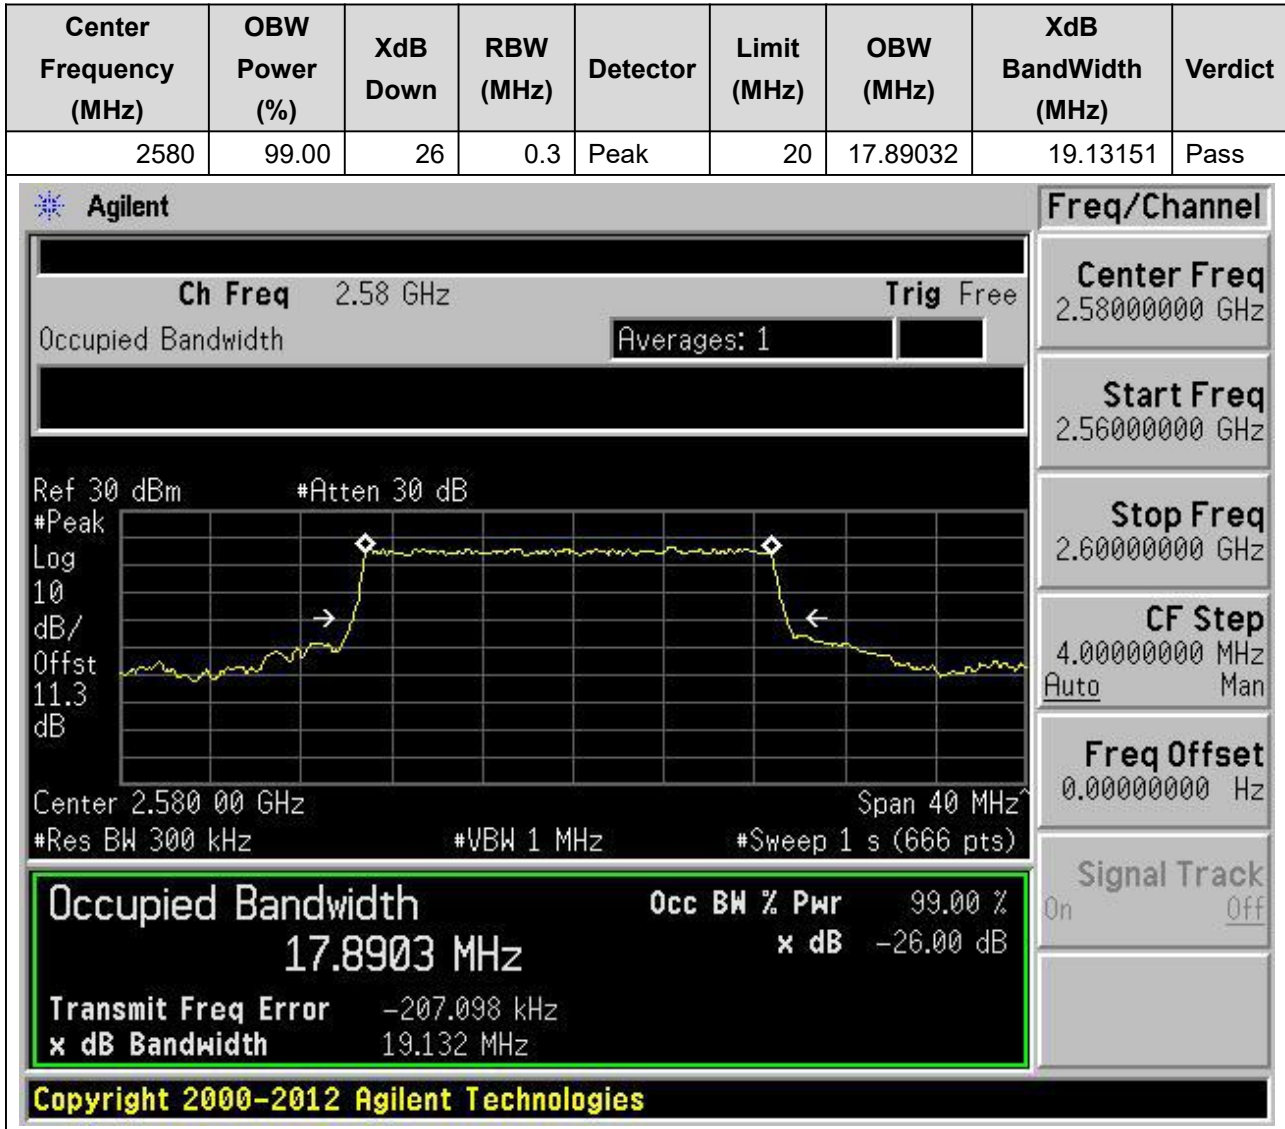 Center Frequency (MHz) OBW Power (%) XdB Down RBW (MHz) Detector Limit (MHz) OBW (MHz) XdB BandWidth (MHz) Verdict
2580 99.00 26 0.3 Peak 20 17.89032 19.13151 Pass
Agilent
Freq/Channel
Ch Freq 2.58 GHz Trig Free
Occupied Bandwidth Averages: 1
Center Freq
2.58000000 GHz
Start Freq
2.56000000 GHz
Stop Freq
2.60000000 GHz
CF Step
4.00000000 MHz
Auto Man
Freq Offset
0.00000000 Hz
Signal Track
On Off
Ref 30 dBm #Atten 30 dB
#Peak
Log
10
dB/
Offst
11.3
dB
Center 2.580 00 GHz Span 40 MHz^
#Res BW 300 kHz #VBW 1 MHz #Sweep 1 s (666 pts)
Occupied Bandwidth Occ BW % Pwr 99.00 %
17.8903 MHz x dB -26.00 dB
Transmit Freq Error -207.098 kHz
x dB Bandwidth 19.132 MHz
Copyright 2000-2012 Agilent Technologies